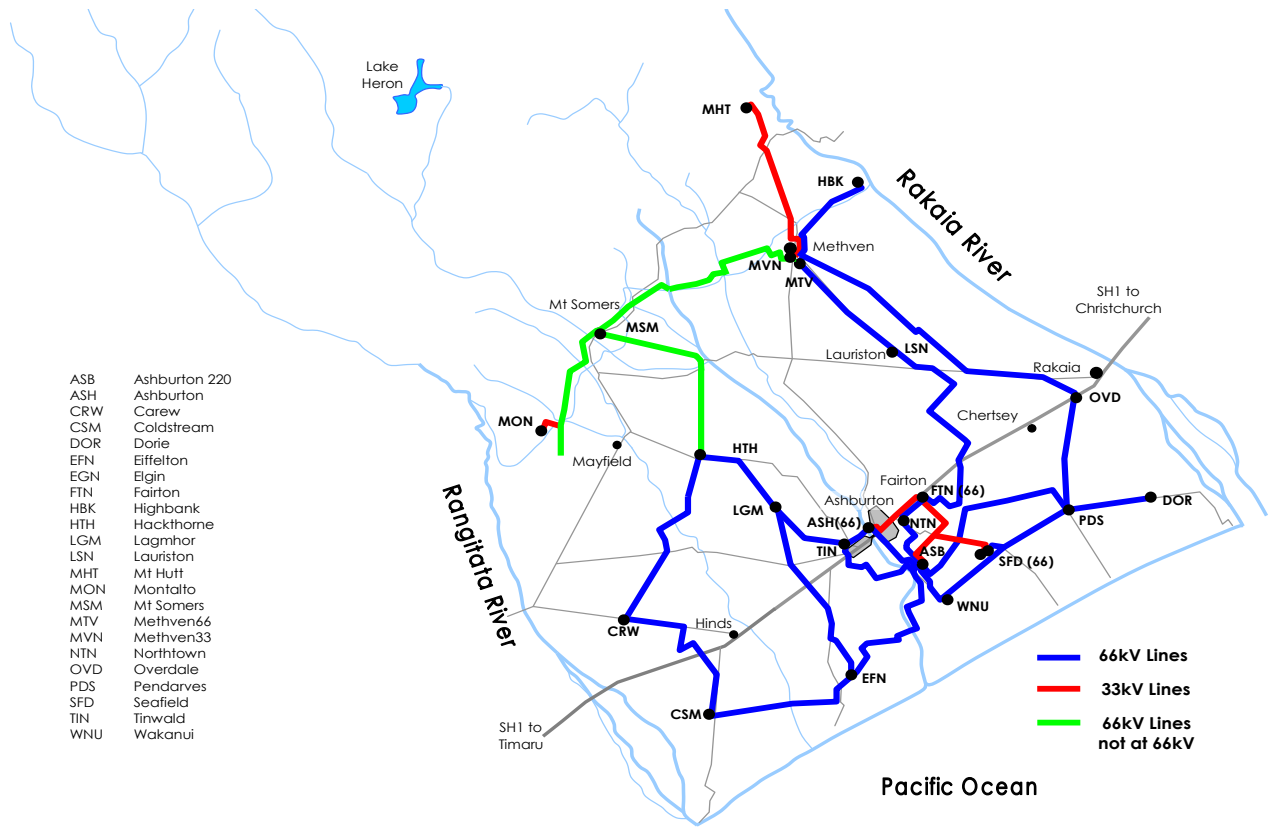 Lake
Heron
MHT
HBK
Rakaia River
Methven
MVN
MTV
SH1 to
Christchurch
Mt Somers
MSM
Lauriston
LSN
Rakaia
OVD
Chertsey
MON
Mayfield
HTH
Fairton
FTN (66)
Ashburton
LGM
ASH(66)
NTN
DOR
PDS
TIN
ASB
SFD (66)
Rangitata River
WNU
CRW
Hinds
EFN
CSM
SH1 to
Timaru
Pacific Ocean
ASB Ashburton 220
ASH Ashburton
CRW Carew
CSM Coldstream
DOR Dorie
EFN Eiffelton
EGN Elgin
FTN Fairton
HBK Highbank
HTH Hackthorne
LGM Lagmhor
LSN Lauriston
MHT Mt Hutt
MON Montalto
MSM Mt Somers
MTV Methven66
MVN Methven33
NTN Northtown
OVD Overdale
PDS Pendarves
SFD Seafield
TIN Tinwald
WNU Wakanui
66kV Lines
33kV Lines
66kV Lines
not at 66kV